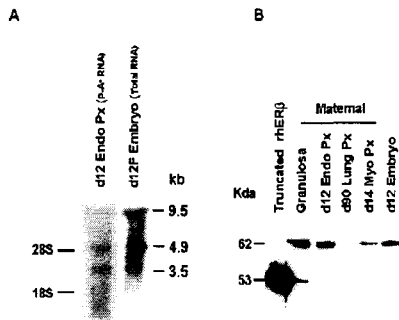 A
d12 Endo Px (P-A+ RNA)
d12F Embryo (Total RNA)
kb
9.5
4.9
3.5
28S
18S
B
Maternal
Truncated rhERβ
Granulosa
d12 Endo Px
d90 Lung Px
d14 Myo Px
d12 Embryo
Kda
62
53